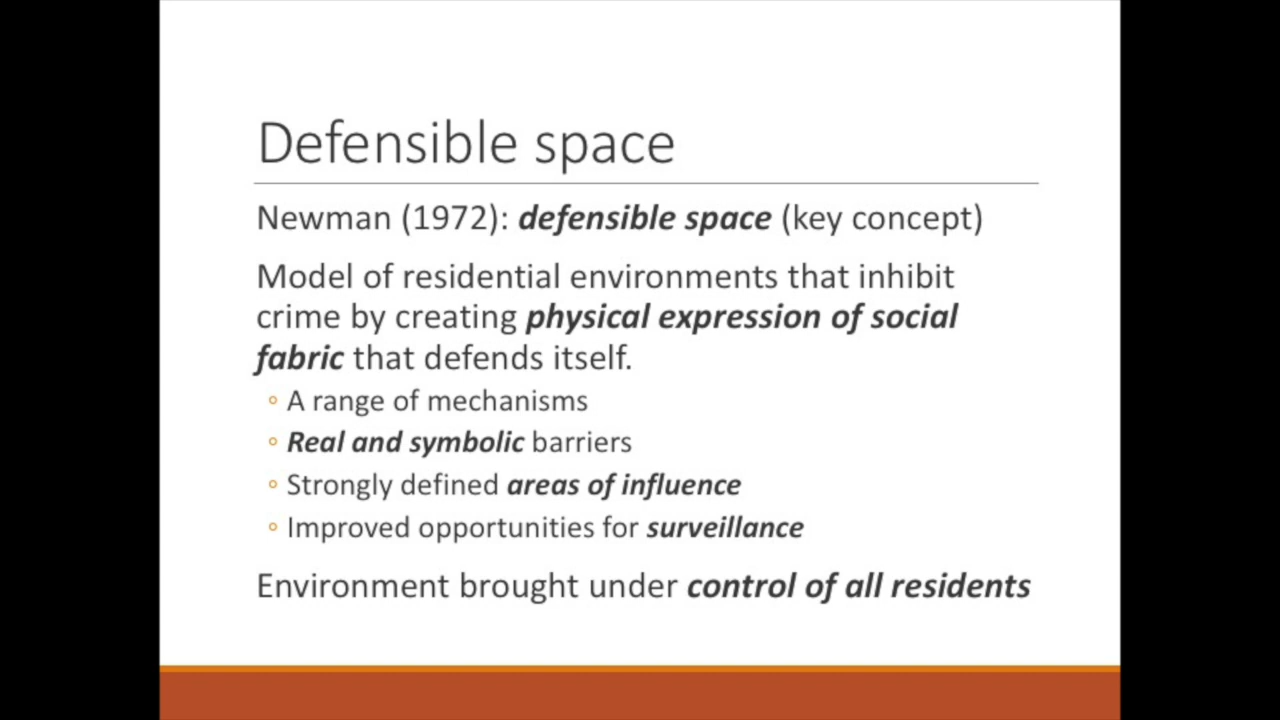 Defensible space
Newman (1972): defensible space (key concept)
Model of residential environments that inhibit
crime by creating physical expression of social
fabric that defends itself.
◦ A range of mechanisms
◦ Real and symbolic barriers
◦ Strongly defined areas of influence
◦ Improved opportunities for surveillance
Environment brought under control of all residents